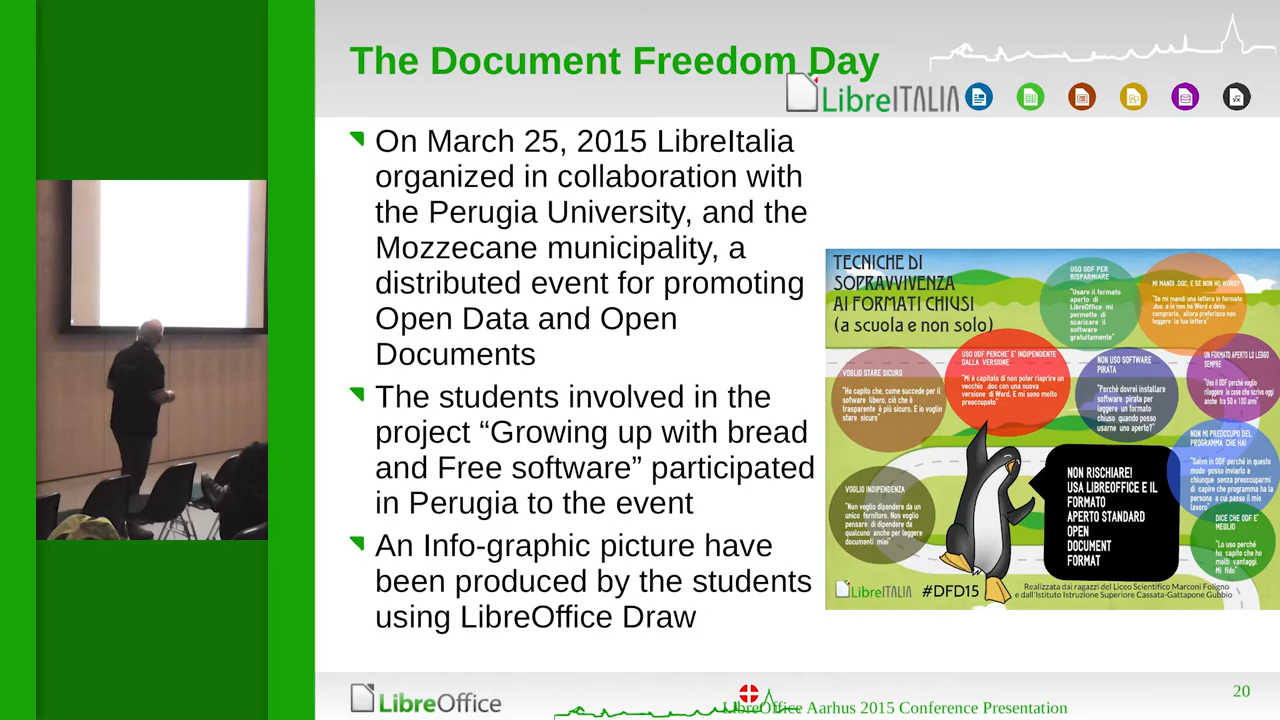 The Document Freedom Day
LibreITALIA
On March 25, 2015 LibreItalia
organized in collaboration with
the Perugia University, and the
Mozzecane municipality, a
distributed event for promoting
Open Data and Open
Documents
The students involved in the
project “Growing up with bread
and Free software” participated
in Perugia to the event
An Info-graphic picture have
been produced by the students
using LibreOffice Draw
TECNICHE DI
SOPRAVVIVENZA
AI FORMATI CHIUSI
(a scuola e non solo)
USO ODF PER
RISPARMIARE
"Usare il formato
aperto di
LibreOffice mi
permette di
scaricare il
software
gratuitamente"
MI MANDI .DOC, E SE NON HO WORD?
"Se mi mandi una lettera in formato
.doc e io non ho Word e devo
comprarlo, allora preferisco non
leggere la tua lettera"
VOGLIO STARE SICURO
"Ho capito che, come succede per il
sofware libero, ciò che è
trasparente è più sicuro. E io voglio
stare sicuro"
USO ODF PERCHE' E' INDIPENDENTE
DALLA VERSIONE
"Mi è capitato di non poter riaprire un
vecchio .doc con una nuova
versione di Word. E mi sono molto
preoccupato"
NON USO SOFTWARE
PIRATA
"Perchè dovrei installare
software pirata per
leggere un formato
chiuso quando posso
usarne uno aperto?"
UN FORMATO APERTO LO LEGGO
SEMPRE
"Uso il ODF perché voglio
rileggere le cose che scrivo oggi
anche tra 50 e 100 anni"
NON MI PREOCCUPO DEL
PROGRAMMA CHE HAI
"Salvo in ODF perché in questo
modo posso inviarlo a
chiunque senza preoccuparmi
di capire che programma ha la
persona a cui passo il mio
lavoro"
VOGLIO INDIPENDENZA
"Non voglio dipendere da un
unico fornitore. Non voglio
pensare di dipendere da
qualcuno anche per leggere
documenti miei"
NON RISCHIARE!
USA LIBREOFFICE E IL
FORMATO
APERTO STANDARD
OPEN
DOCUMENT
FORMAT
DICE CHE ODF E'
MEGLIO
"Lo uso perché
ho capito che ho
molti vantaggi.
Mi fido"
LibreITALIA
#DFD15
Realizzata dai ragazzi del Liceo Scientifico Marconi Foligno
e dall'Istituto Istruzione Superiore Cassata-Gattapone Gubbio
LibreOffice
LibreOffice Aarhus 2015 Conference Presentation
20